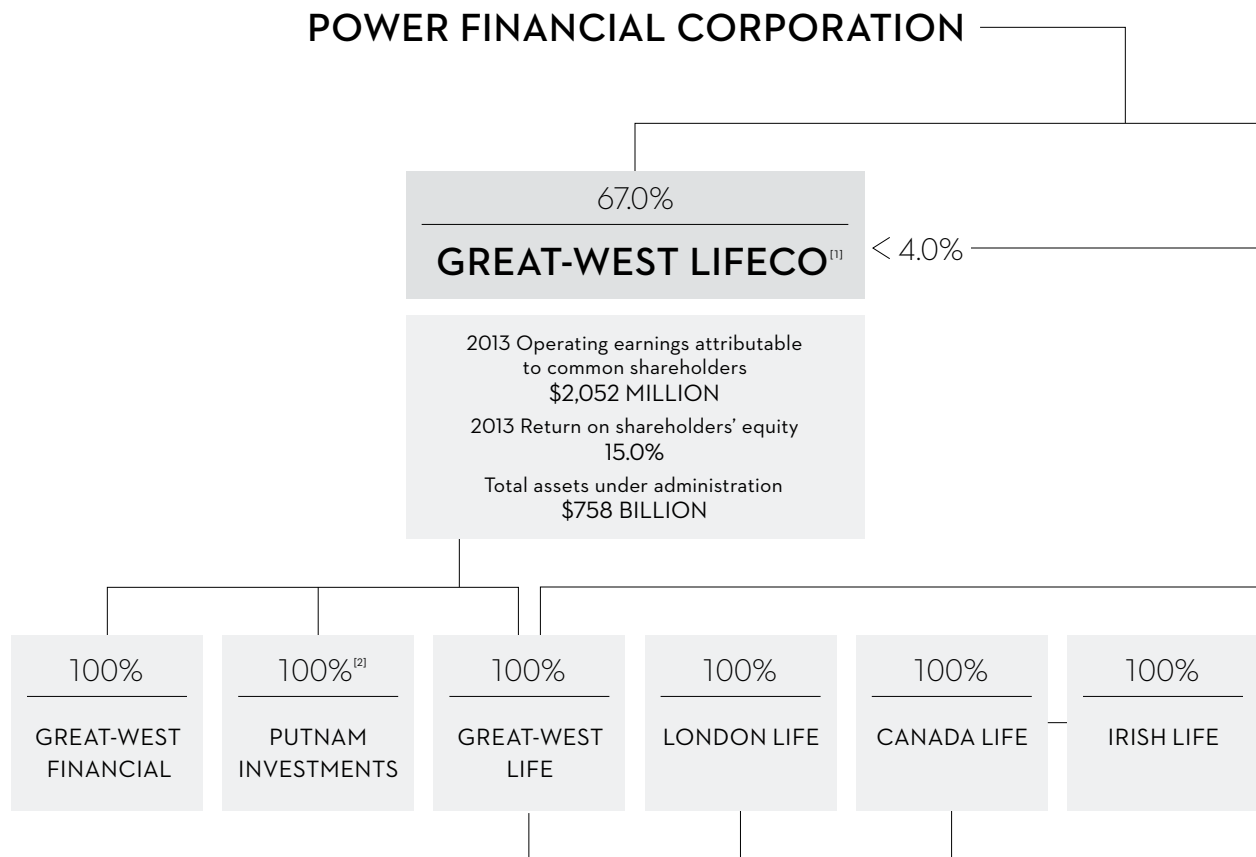 POWER FINANCIAL CORPORATION
67.0%
GREAT-WEST LIFECO[1]
< 4.0%
2013 Operating earnings attributable
to common shareholders
$2,052 MILLION
2013 Return on shareholders’ equity
15.0%
Total assets under administration
$758 BILLION
100%
GREAT-WEST
FINANCIAL
100%[2]
PUTNAM
INVESTMENTS
100%
GREAT-WEST
LIFE
100%
LONDON LIFE
100%
CANADA LIFE
100%
IRISH LIFE